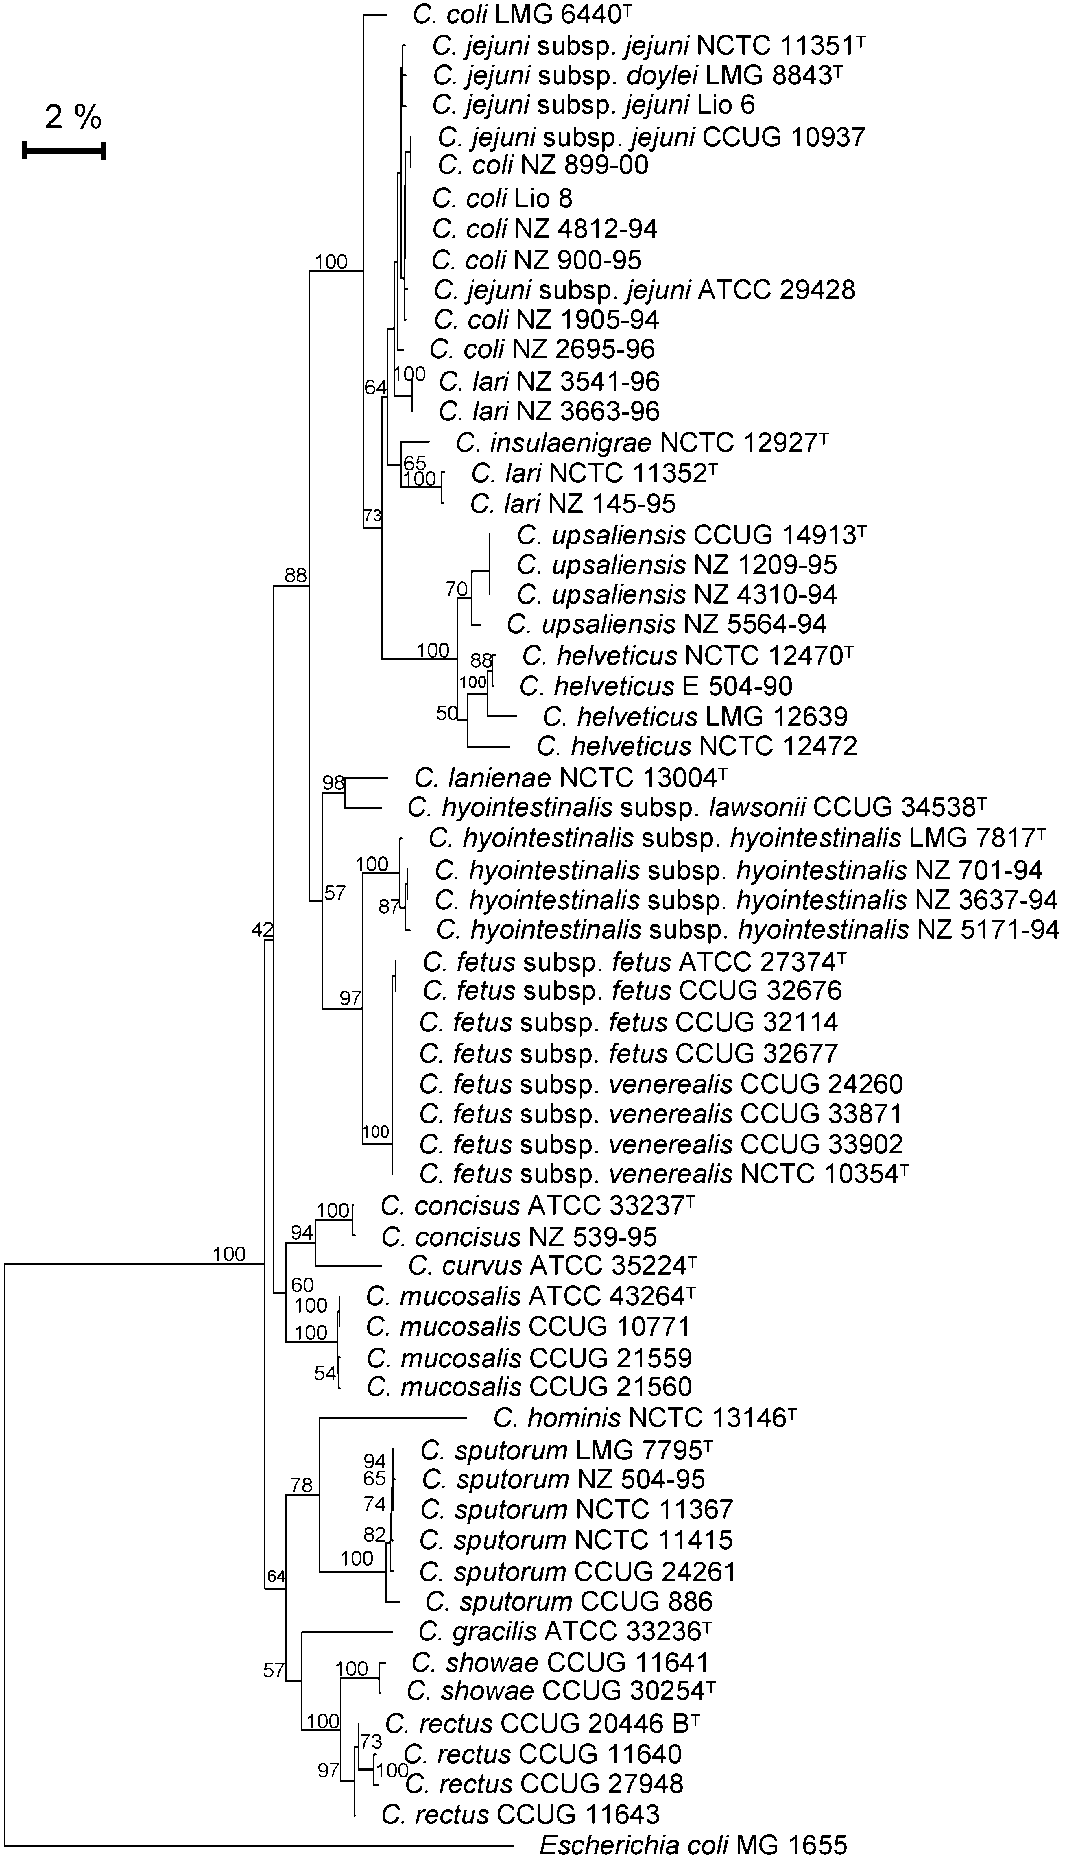 C. coli LMG 6440ᵀ
C. jejuni subsp. jejuni NCTC 11351ᵀ
C. jejuni subsp. doylei LMG 8843ᵀ
2 %
C. jejuni subsp. jejuni Lio 6
C. jejuni subsp. jejuni CCUG 10937
C. coli NZ 899-00
C. coli Lio 8
C. coli NZ 4812-94
C. coli NZ 900-95
100
C. jejuni subsp. jejuni ATCC 29428
C. coli NZ 1905-94
C. coli NZ 2695-96
100
C. lari NZ 3541-96
64
C. lari NZ 3663-96
C. insulaenigrae NCTC 12927ᵀ
65
C. lari NCTC 11352ᵀ
100
C. lari NZ 145-95
73
C. upsaliensis CCUG 14913ᵀ
C. upsaliensis NZ 1209-95
88
70
C. upsaliensis NZ 4310-94
C. upsaliensis NZ 5564-94
100
88
C. helveticus NCTC 12470ᵀ
100
C. helveticus E 504-90
50
C. helveticus LMG 12639
C. helveticus NCTC 12472
98
C. lanienae NCTC 13004ᵀ
C. hyointestinalis subsp. lawsonii CCUG 34538ᵀ
C. hyointestinalis subsp. hyointestinalis LMG 7817ᵀ
100
C. hyointestinalis subsp. hyointestinalis NZ 701-94
57
87
C. hyointestinalis subsp. hyointestinalis NZ 3637-94
42
C. hyointestinalis subsp. hyointestinalis NZ 5171-94
C. fetus subsp. fetus ATCC 27374ᵀ
97
C. fetus subsp. fetus CCUG 32676
C. fetus subsp. fetus CCUG 32114
C. fetus subsp. fetus CCUG 32677
C. fetus subsp. venerealis CCUG 24260
C. fetus subsp. venerealis CCUG 33871
100
C. fetus subsp. venerealis CCUG 33902
C. fetus subsp. venerealis NCTC 10354ᵀ
100
C. concisus ATCC 33237ᵀ
94
C. concisus NZ 539-95
100
C. curvus ATCC 35224ᵀ
60
C. mucosalis ATCC 43264ᵀ
100
100
C. mucosalis CCUG 10771
C. mucosalis CCUG 21559
54
C. mucosalis CCUG 21560
C. hominis NCTC 13146ᵀ
94
C. sputorum LMG 7795ᵀ
78
65
C. sputorum NZ 504-95
74
C. sputorum NCTC 11367
82
C. sputorum NCTC 11415
100
C. sputorum CCUG 24261
64
C. sputorum CCUG 886
C. gracilis ATCC 33236ᵀ
57
100
C. showae CCUG 11641
C. showae CCUG 30254ᵀ
100
C. rectus CCUG 20446 Bᵀ
73
C. rectus CCUG 11640
97
100
C. rectus CCUG 27948
C. rectus CCUG 11643
Escherichia coli MG 1655